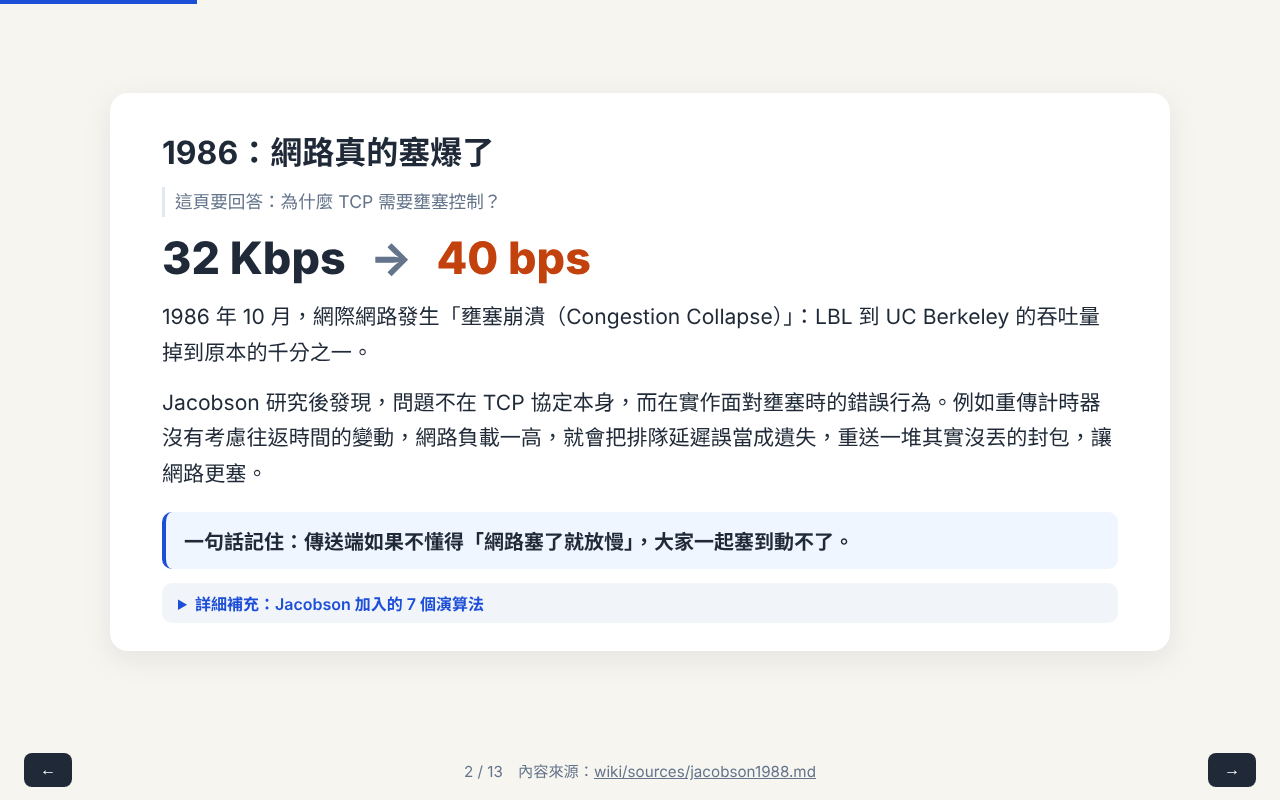 1986：網路真的塞爆了
這頁要回答：為什麼 TCP 需要壅塞控制？
32 Kbps → 40 bps
1986 年 10 月，網際網路發生「壅塞崩潰（Congestion Collapse）」：LBL 到 UC Berkeley 的吞吐量
掉到原本的千分之一。
Jacobson 研究後發現，問題不在 TCP 協定本身，而在實作面對壅塞時的錯誤行為。例如重傳計時器
沒有考慮往返時間的變動，網路負載一高，就會把排隊延遲誤當成遺失，重送一堆其實沒丟的封包，讓
網路更塞。
一句話記住：傳送端如果不懂得「網路塞了就放慢」，大家一起塞到動不了。
▶ 詳細補充：Jacobson 加入的 7 個演算法
←
2 / 13 內容來源：wiki/sources/jacobson1988.md
→